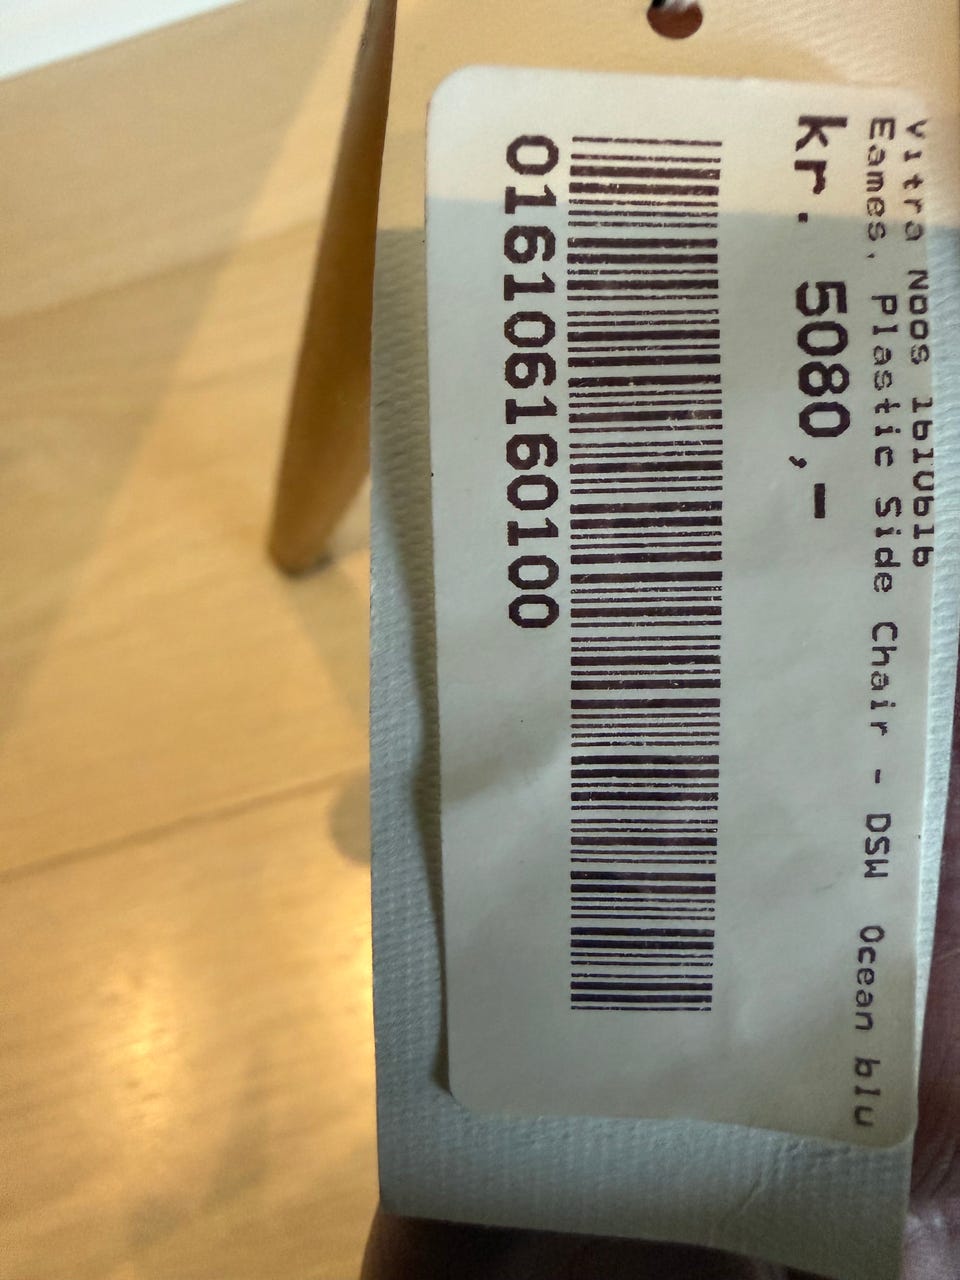 Vitra Noos 1610616
Eames, Plastic Side Chair - DSW Ocean blu
kr. 5080,-
016106160100